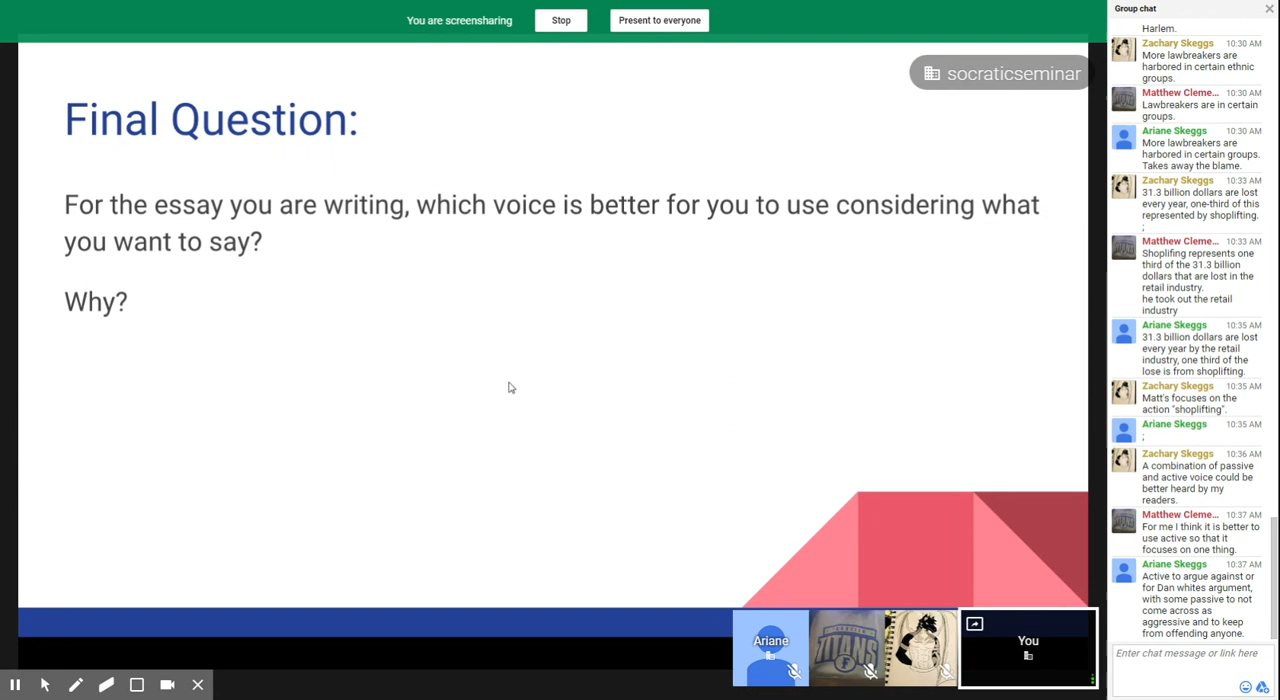 You are screensharing
Stop
Present to everyone
socraticseminar
Final Question:
For the essay you are writing, which voice is better for you to use considering what
you want to say?
Why?
Ariane
TITANS
F
You
Group chat
Harlem.
Zachary Skeggs 10:30 AM
More lawbreakers are
harbored in certain ethnic
groups.
Matthew Cleme... 10:30 AM
Lawbreakers are in certain
groups.
Ariane Skeggs 10:30 AM
More lawbreakers are
harbored in certain groups.
Takes away the blame.
Zachary Skeggs 10:33 AM
31.3 billion dollars are lost
every year, one-third of this
represented by shoplifting.
;
Matthew Cleme... 10:33 AM
Shoplifing represents one
third of the 31.3 billion
dollars that are lost in the
retail industry.
he took out the retail
industry
Ariane Skeggs 10:35 AM
31.3 billion dollars are lost
every year by the retail
industry, one third of the
lose is from shoplifting.
Zachary Skeggs 10:35 AM
Matt's focuses on the
action "shoplifting".
Ariane Skeggs 10:35 AM
;
Zachary Skeggs 10:36 AM
A combination of passive
and active voice could be
better heard by my
readers.
Matthew Cleme... 10:37 AM
For me I think it is better to
use active so that it
focuses on one thing.
Ariane Skeggs 10:37 AM
Active to argue against or
for Dan whites argument,
with some passive to not
come across as
aggressive and to keep
from offending anyone.
Enter chat message or link here